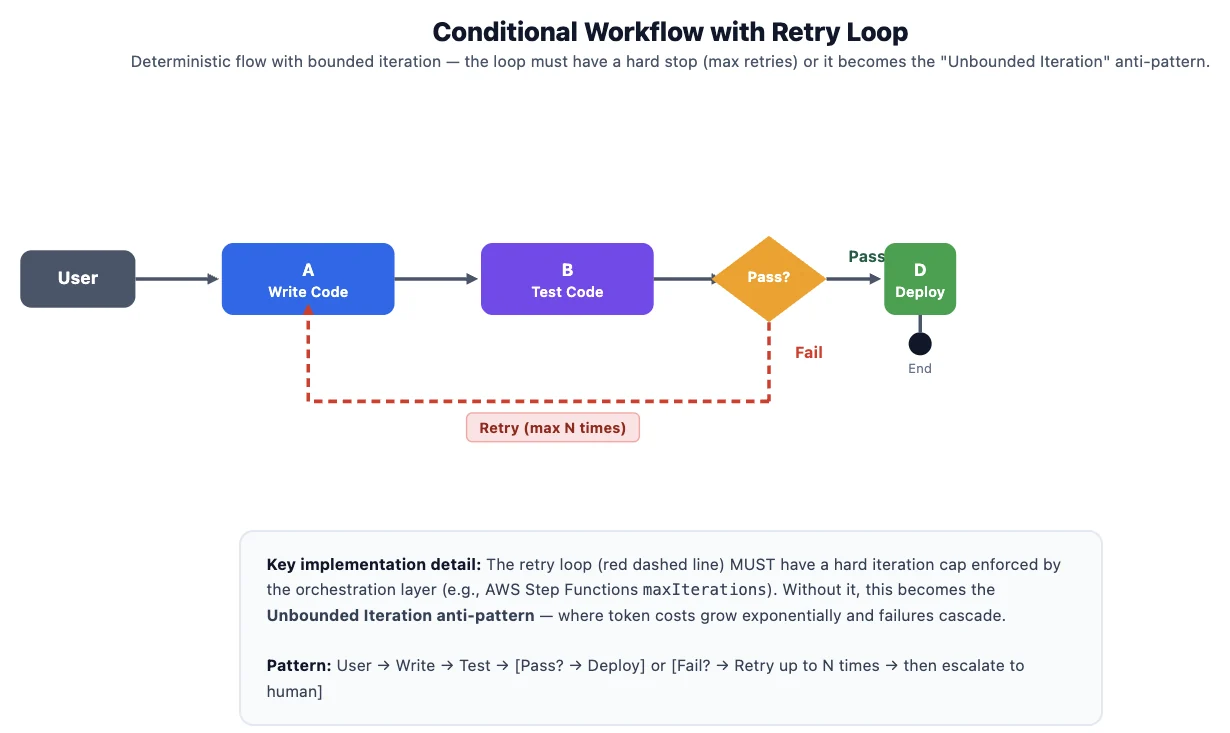 Conditional Workflow with Retry Loop
Deterministic flow with bounded iteration — the loop must have a hard stop (max retries) or it becomes the "Unbounded Iteration" anti-pattern.
User
A
Write Code
B
Test Code
Pass?
Pass
D
Deploy
Fail
End
Retry (max N times)
Key implementation detail: The retry loop (red dashed line) MUST have a hard iteration cap enforced by
the orchestration layer (e.g., AWS Step Functions maxIterations). Without it, this becomes the
Unbounded Iteration anti-pattern — where token costs grow exponentially and failures cascade.
Pattern: User → Write → Test → [Pass? → Deploy] or [Fail? → Retry up to N times → then escalate to
human]